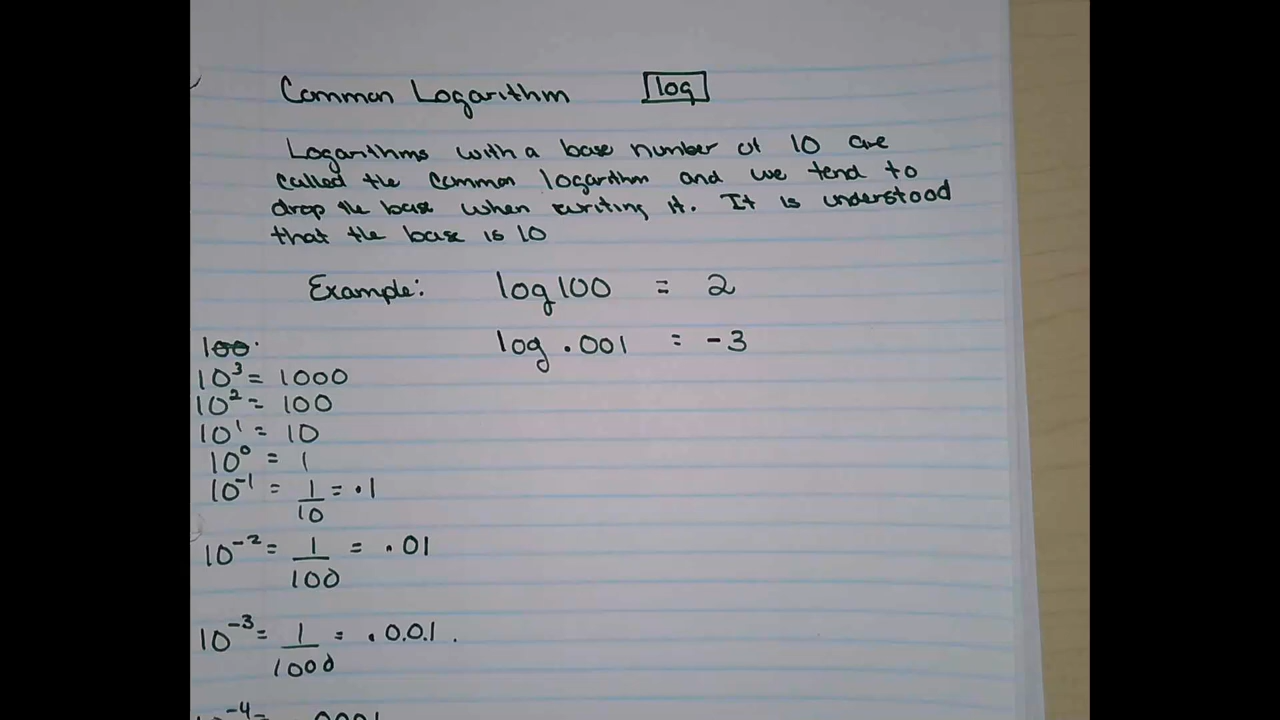 Common Logarithm log
Logarithms with a base number of 10 are
called the common logarithm and we tend to
drop the base when writing it. It is understood
that the base is 10
Example: log 100 = 2
log .001 = -3
100.
10³ = 1000
10² = 100
10¹ = 10
10⁰ = 1
10⁻¹ = 1/10 = .1
10⁻² = 1/100 = .01
10⁻³ = 1/1000 = .0.0.1.
10⁻⁴ = .0001